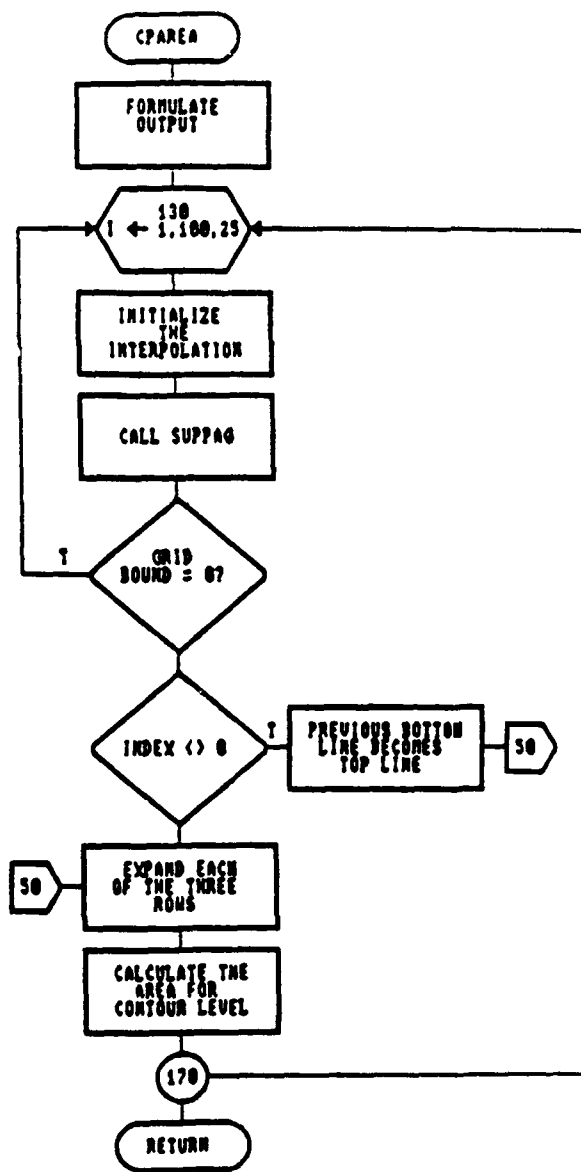 CPAREA
FORMULATE
OUTPUT
130
I ← 1,100,25
INITIALIZE
THE
INTERPOLATION
CALL SUPPAG
T
GRID
BOUND = 0?
INDEX <> 0
T
PREVIOUS BOTTOM
LINE BECOMES
TOP LINE
50
50
EXPAND EACH
OF THE THREE
ROWS
CALCULATE THE
AREA FOR
CONTOUR LEVEL
170
RETURN